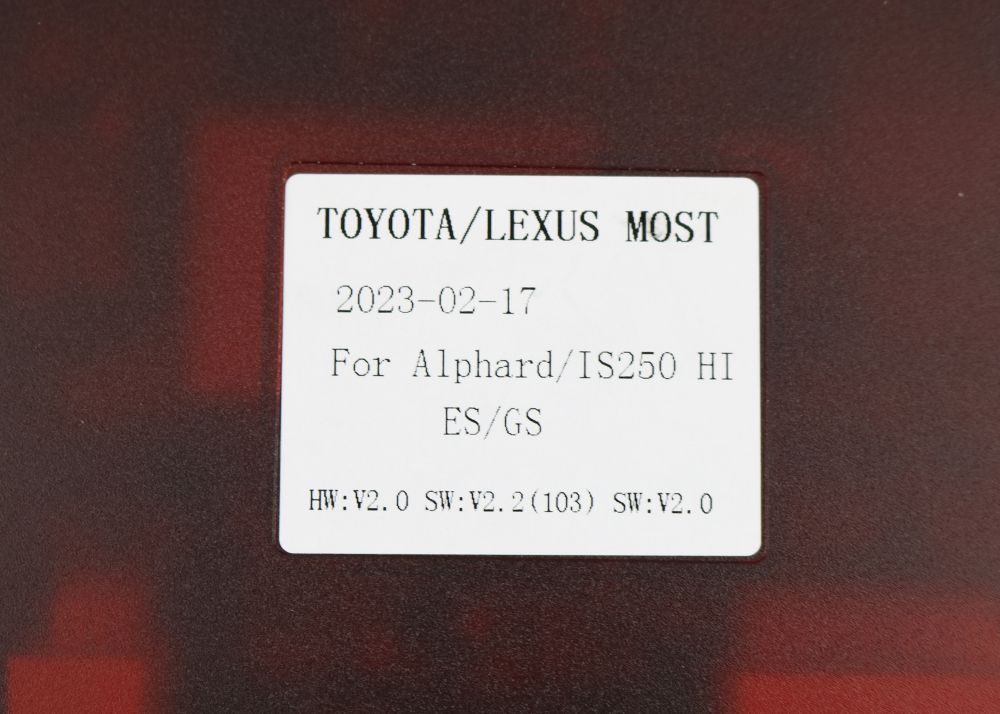 TOYOTA/LEXUS MOST
2023-02-17
For Alphard/IS250 HI
ES/GS
HW:V2.0 SW:V2.2(103) SW:V2.0